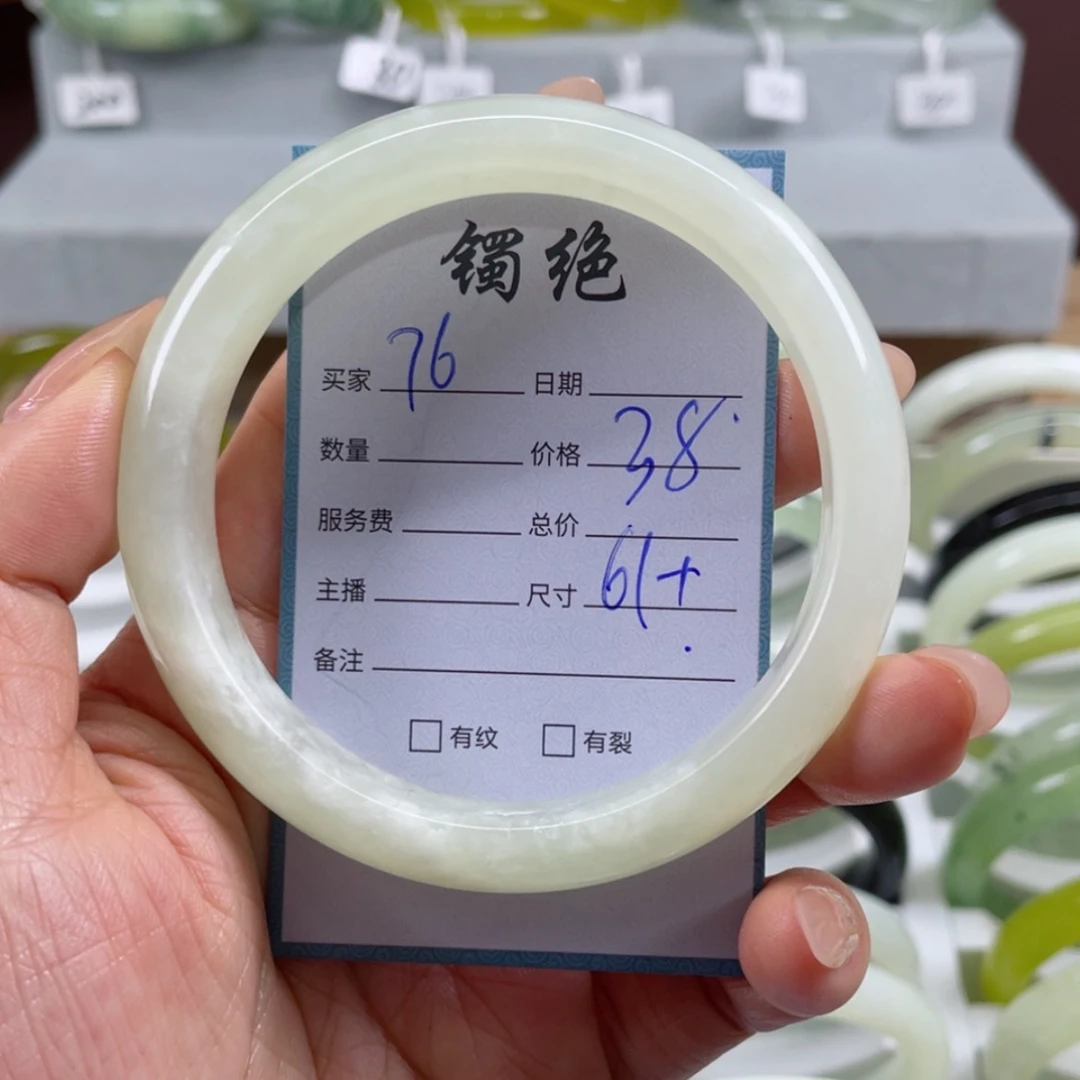 镯绝
买家 76 日期
数量 价格 38
服务费 总价
主播 尺寸 61+
备注
有纹 有裂